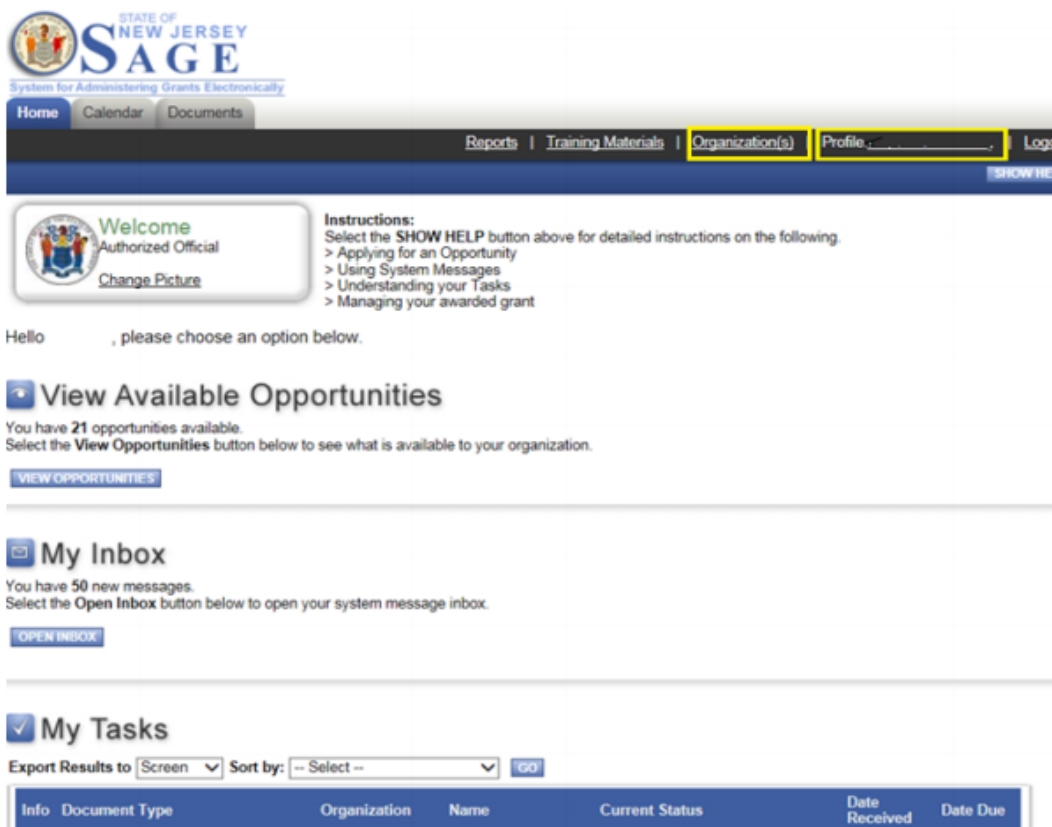 STATE OF
NEW JERSEY
SAGE
System for Administering Grants Electronically
Home Calendar Documents
Reports | Training Materials | Organization(s) | Profile | Logo
SHOW HE
Welcome
Authorized Official
Change Picture
Instructions:
Select the SHOW HELP button above for detailed instructions on the following.
> Applying for an Opportunity
> Using System Messages
> Understanding your Tasks
> Managing your awarded grant
Hello , please choose an option below.
View Available Opportunities
You have 21 opportunities available.
Select the View Opportunities button below to see what is available to your organization.
VIEW OPPORTUNITIES
My Inbox
You have 50 new messages.
Select the Open Inbox button below to open your system message inbox.
OPEN INBOX
My Tasks
Export Results to Screen Sort by: -- Select -- GO
Info Document Type Organization Name Current Status Date Received Date Due